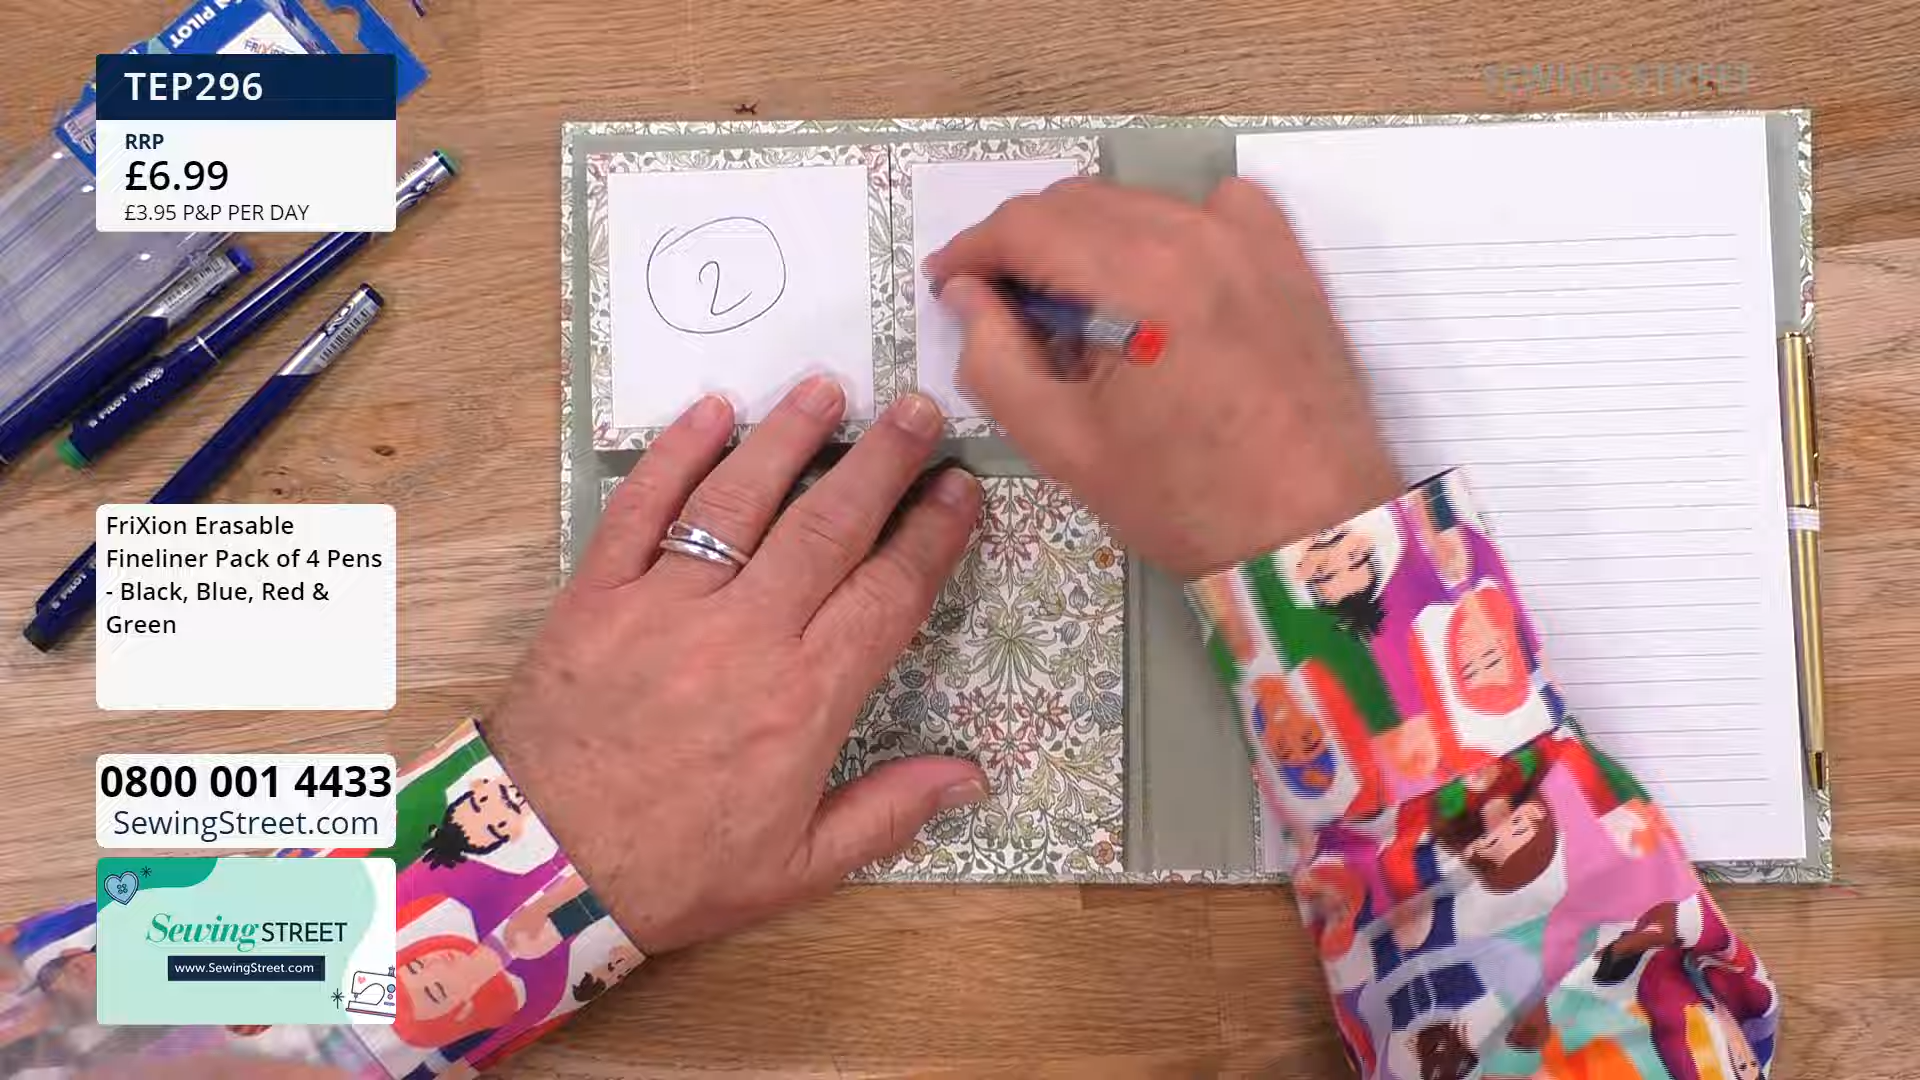 TEP296
RRP
£6.99
£3.95 P&P PER DAY
PILOT
SEWING STREET
2
FriXion Erasable
Fineliner Pack of 4 Pens
- Black, Blue, Red &
Green
0800 001 4433
SewingStreet.com
Sewing STREET
www.SewingStreet.com